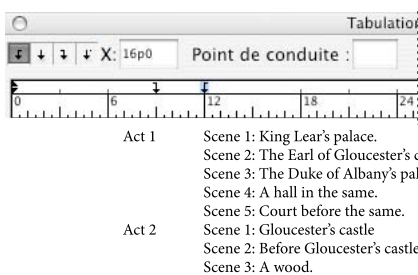 Tabulation
X: 16p0 Point de conduite :
0 6 12 18 24
Act 1 Scene 1: King Lear's palace.
Scene 2: The Earl of Gloucester's
Scene 3: The Duke of Albany's
Scene 4: A hall in the same.
Scene 5: Court before the same.
Act 2 Scene 1: Gloucester's castle
Scene 2: Before Gloucester's castle
Scene 3: A wood.